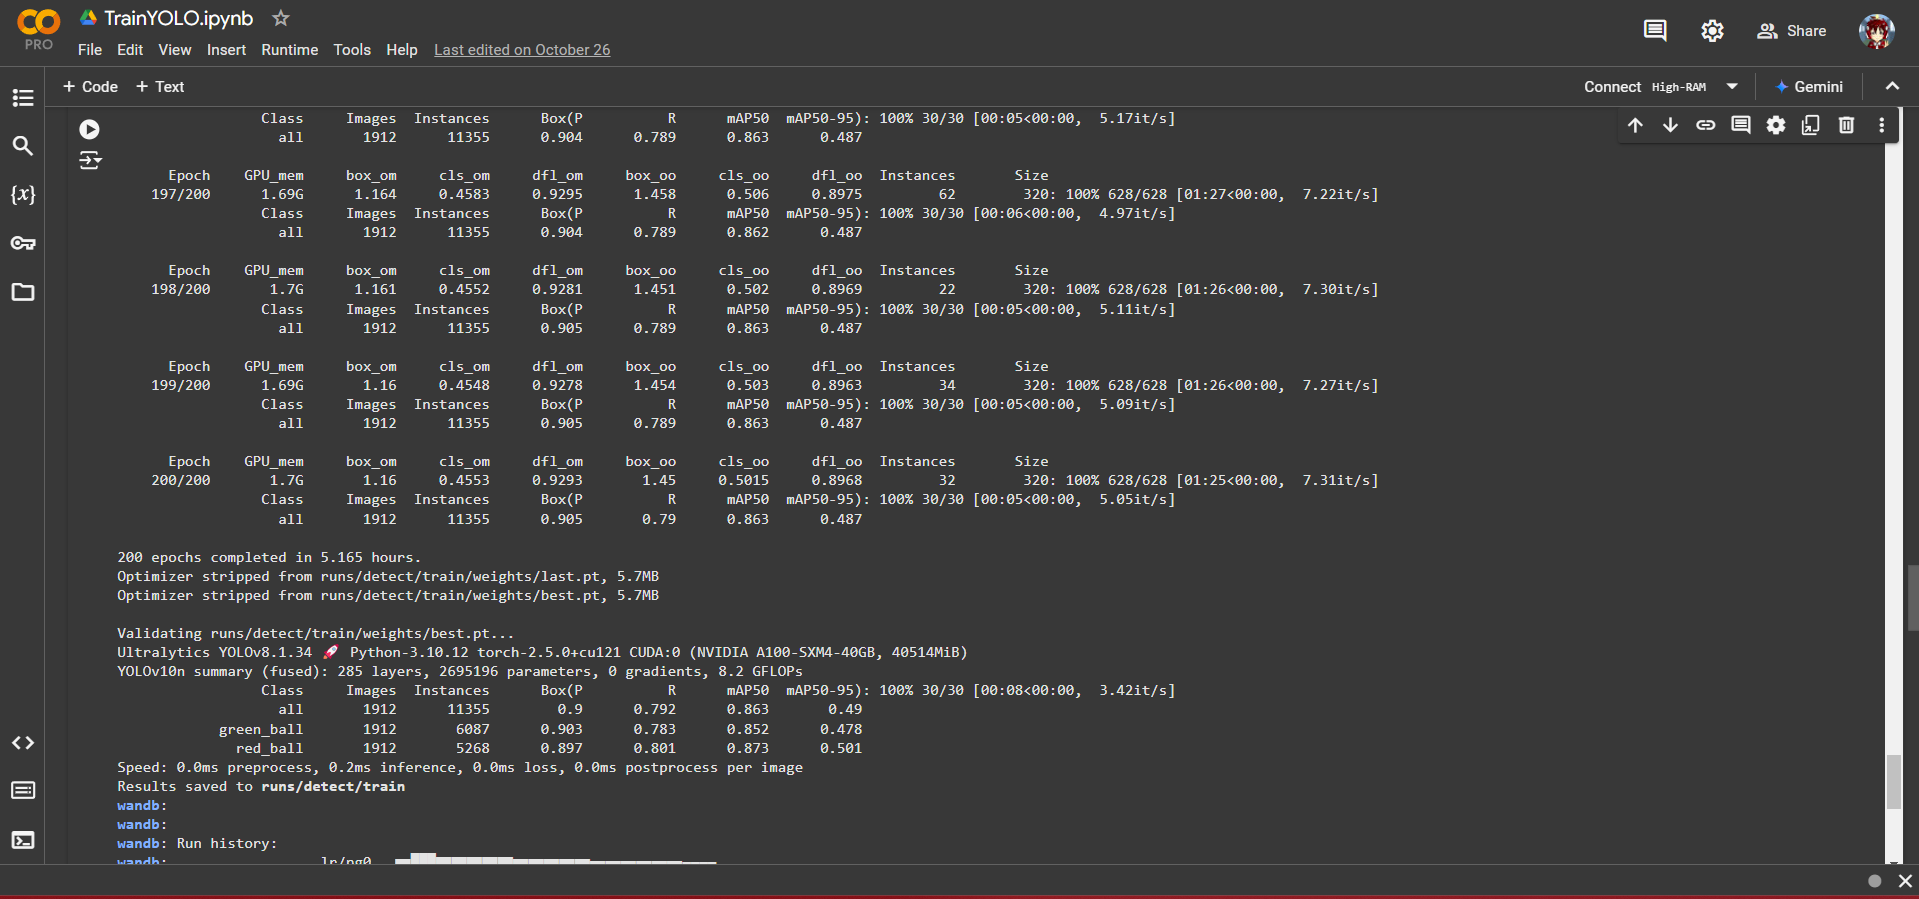 CO PRO
TrainYOLO.ipynb
File Edit View Insert Runtime Tools Help Last edited on October 26
Share
+ Code + Text
Connect High-RAM
Gemini
Class Images Instances Box(P R mAP50 mAP50-95): 100% 30/30 [00:05<00:00, 5.17it/s]
all 1912 11355 0.904 0.789 0.863 0.487
Epoch GPU_mem box_om cls_om dfl_om box_oo cls_oo dfl_oo Instances Size
197/200 1.69G 1.164 0.4583 0.9295 1.458 0.506 0.8975 62 320: 100% 628/628 [01:27<00:00, 7.22it/s]
Class Images Instances Box(P R mAP50 mAP50-95): 100% 30/30 [00:06<00:00, 4.97it/s]
all 1912 11355 0.904 0.789 0.862 0.487
Epoch GPU_mem box_om cls_om dfl_om box_oo cls_oo dfl_oo Instances Size
198/200 1.7G 1.161 0.4552 0.9281 1.451 0.502 0.8969 22 320: 100% 628/628 [01:26<00:00, 7.30it/s]
Class Images Instances Box(P R mAP50 mAP50-95): 100% 30/30 [00:05<00:00, 5.11it/s]
all 1912 11355 0.905 0.789 0.863 0.487
Epoch GPU_mem box_om cls_om dfl_om box_oo cls_oo dfl_oo Instances Size
199/200 1.69G 1.16 0.4548 0.9278 1.454 0.503 0.8963 34 320: 100% 628/628 [01:26<00:00, 7.27it/s]
Class Images Instances Box(P R mAP50 mAP50-95): 100% 30/30 [00:05<00:00, 5.09it/s]
all 1912 11355 0.905 0.789 0.863 0.487
Epoch GPU_mem box_om cls_om dfl_om box_oo cls_oo dfl_oo Instances Size
200/200 1.7G 1.16 0.4553 0.9293 1.45 0.5015 0.8968 32 320: 100% 628/628 [01:25<00:00, 7.31it/s]
Class Images Instances Box(P R mAP50 mAP50-95): 100% 30/30 [00:05<00:00, 5.05it/s]
all 1912 11355 0.905 0.79 0.863 0.487
200 epochs completed in 5.165 hours.
Optimizer stripped from runs/detect/train/weights/last.pt, 5.7MB
Optimizer stripped from runs/detect/train/weights/best.pt, 5.7MB
Validating runs/detect/train/weights/best.pt...
Ultralytics YOLOv8.1.34 🚀 Python-3.10.12 torch-2.5.0+cu121 CUDA:0 (NVIDIA A100-SXM4-40GB, 40514MiB)
YOLOv10n summary (fused): 285 layers, 2695196 parameters, 0 gradients, 8.2 GFLOPs
Class Images Instances Box(P R mAP50 mAP50-95): 100% 30/30 [00:08<00:00, 3.42it/s]
all 1912 11355 0.9 0.792 0.863 0.49
green_ball 1912 6087 0.903 0.783 0.852 0.478
red_ball 1912 5268 0.897 0.801 0.873 0.501
Speed: 0.0ms preprocess, 0.2ms inference, 0.0ms loss, 0.0ms postprocess per image
Results saved to runs/detect/train
wandb:
wandb:
wandb: Run history:
wandb: lr/pg0